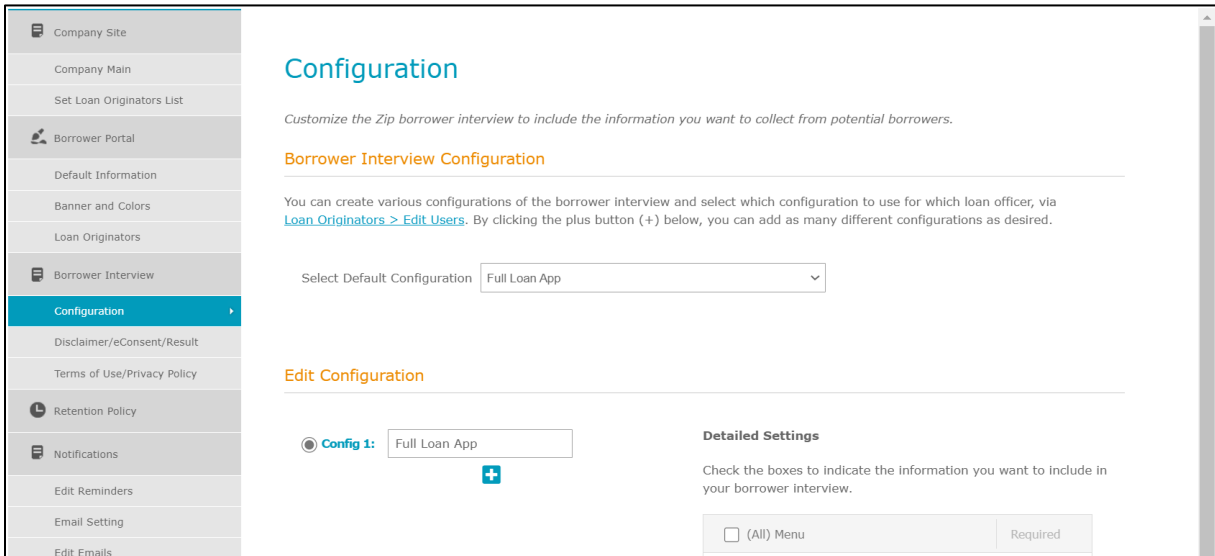 Company Site
Company Main
Set Loan Originators List
Borrower Portal
Default Information
Banner and Colors
Loan Originators
Borrower Interview
Configuration
Disclaimer/eConsent/Result
Terms of Use/Privacy Policy
Retention Policy
Notifications
Edit Reminders
Email Setting
Edit Emails
Configuration
Customize the Zip borrower interview to include the information you want to collect from potential borrowers.
Borrower Interview Configuration
You can create various configurations of the borrower interview and select which configuration to use for which loan officer, via
Loan Originators > Edit Users. By clicking the plus button (+) below, you can add as many different configurations as desired.
Select Default Configuration Full Loan App
Edit Configuration
Config 1: Full Loan App
Detailed Settings
Check the boxes to indicate the information you want to include in
your borrower interview.
(All) Menu Required